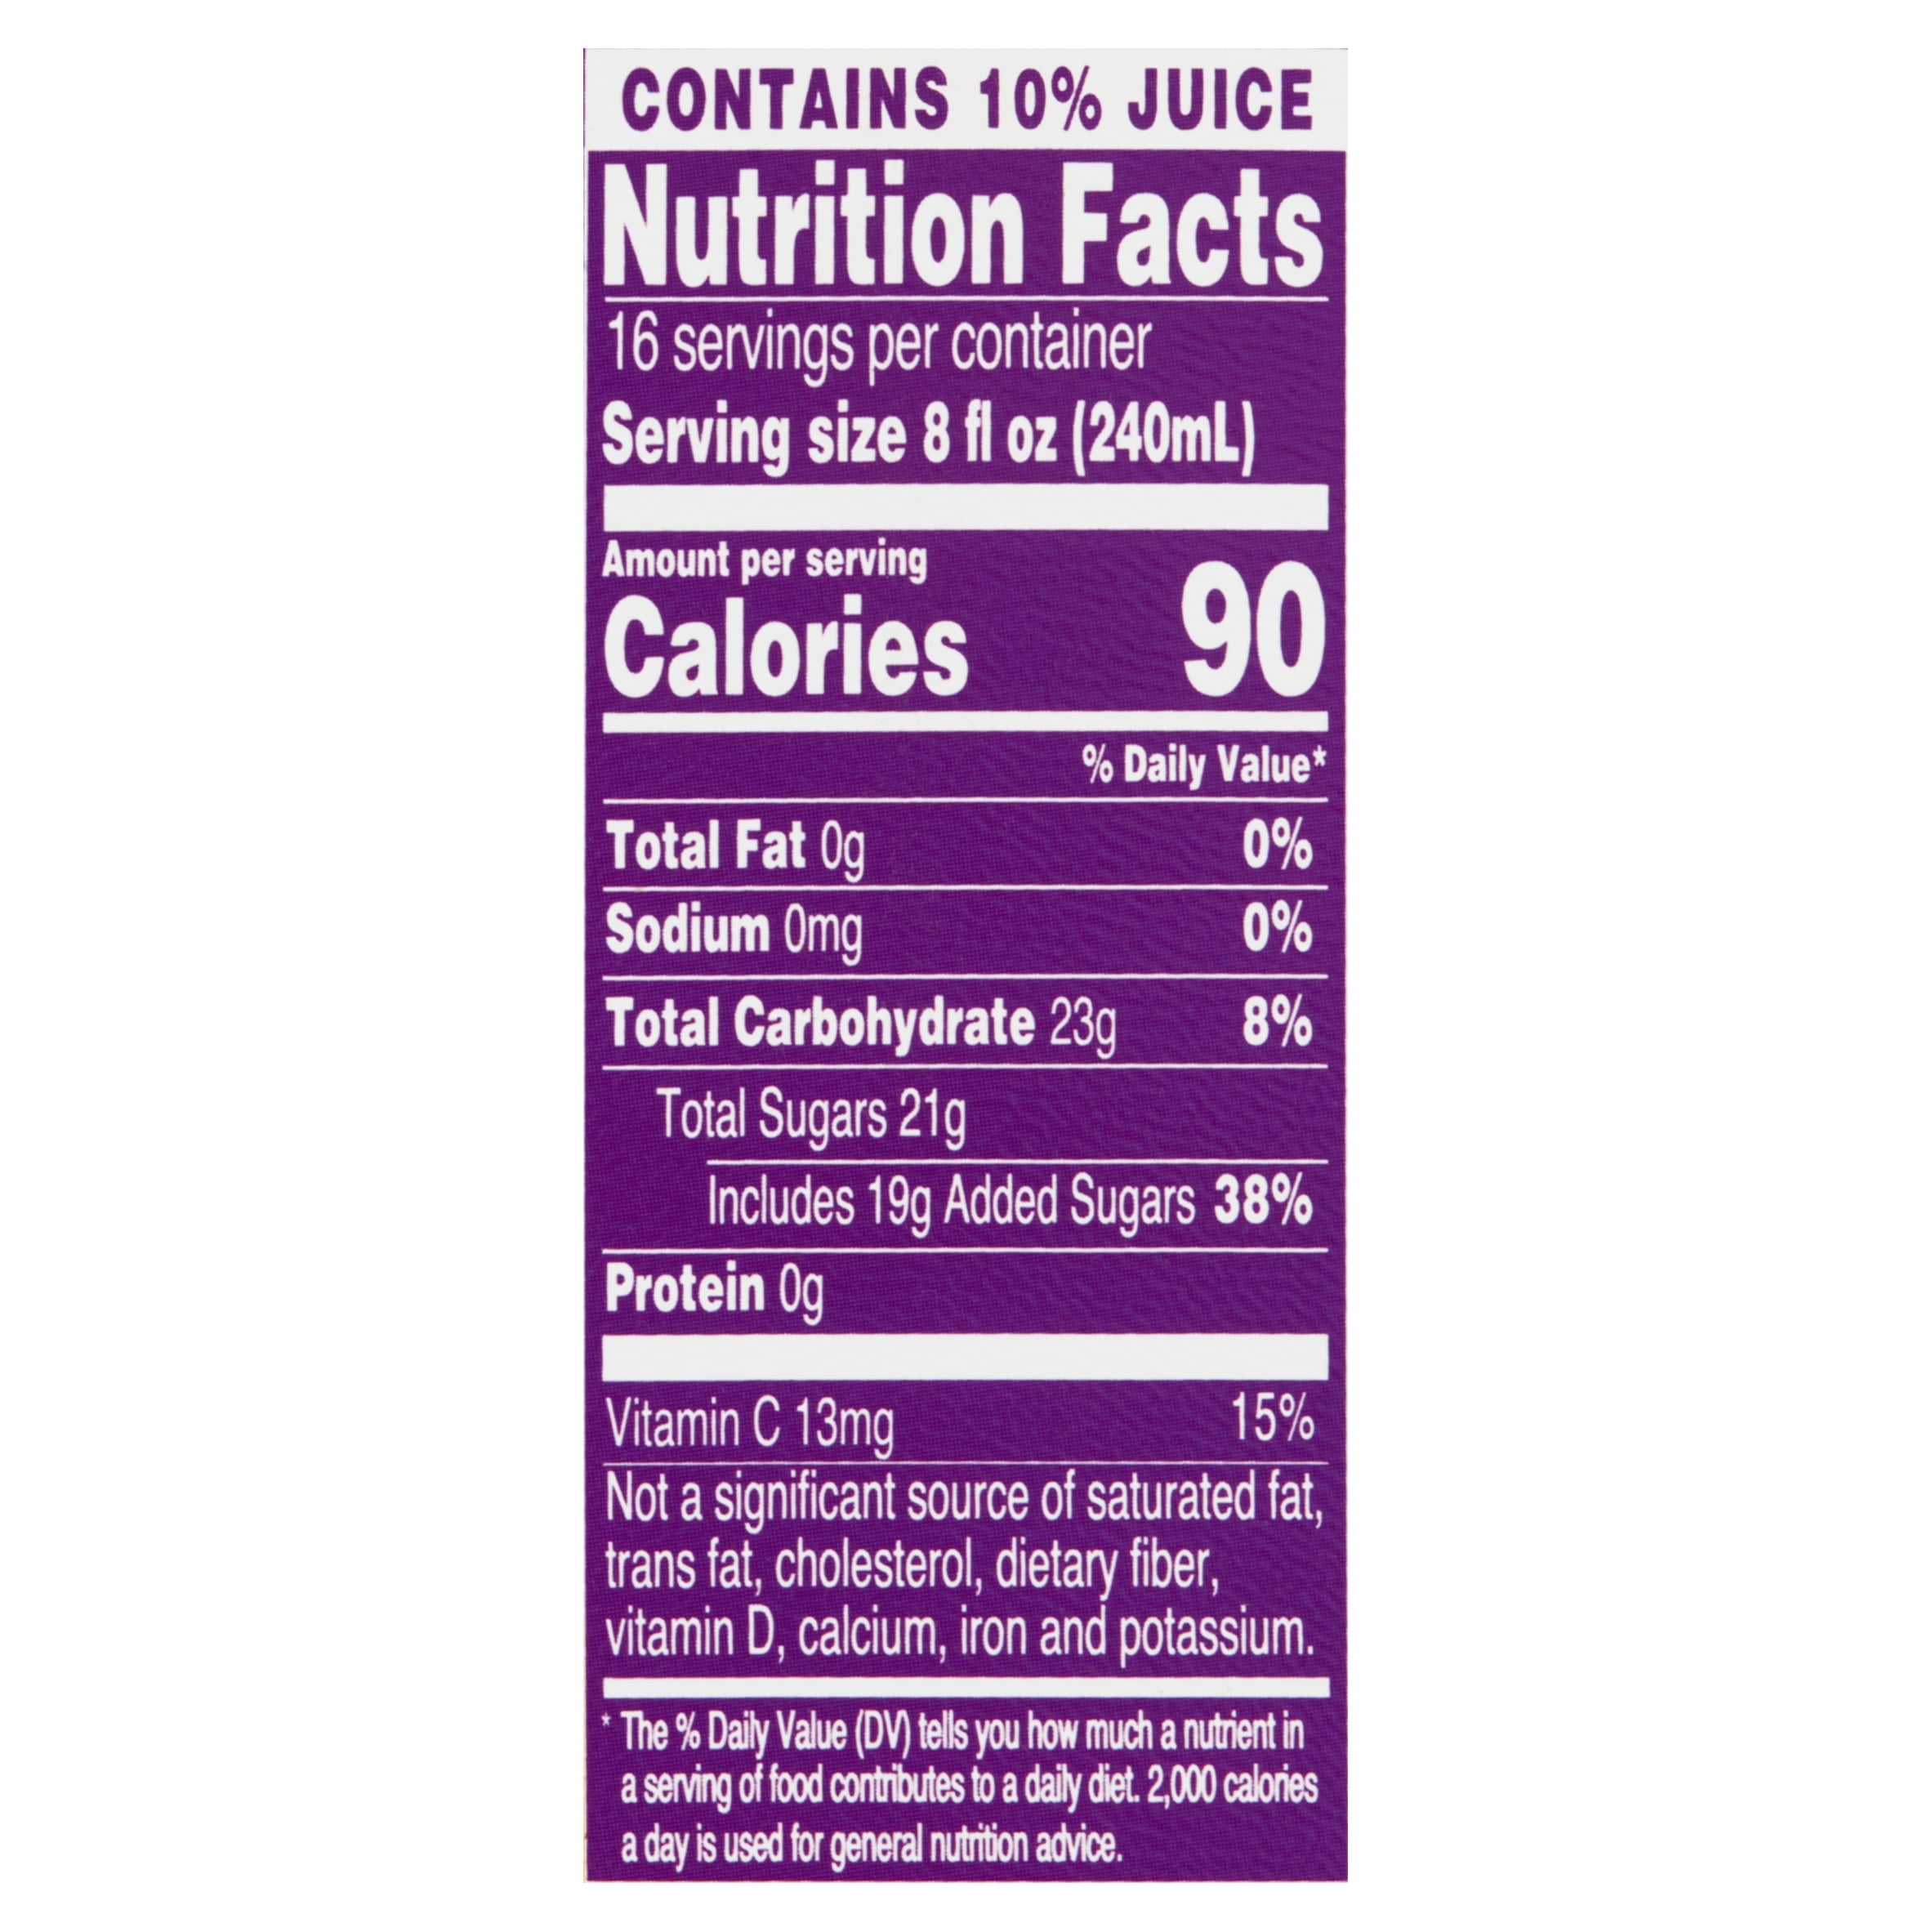 CONTAINS 10% JUICE
Nutrition Facts
16 servings per container
Serving size 8 fl oz (240mL)
Amount per serving
Calories 90
% Daily Value*
Total Fat 0g 0%
Sodium 0mg 0%
Total Carbohydrate 23g 8%
Total Sugars 21g
Includes 19g Added Sugars 38%
Protein 0g
Vitamin C 13mg 15%
Not a significant source of saturated fat,
trans fat, cholesterol, dietary fiber,
vitamin D, calcium, iron and potassium.
* The % Daily Value (DV) tells you how much a nutrient in
a serving of food contributes to a daily diet. 2,000 calories
a day is used for general nutrition advice.